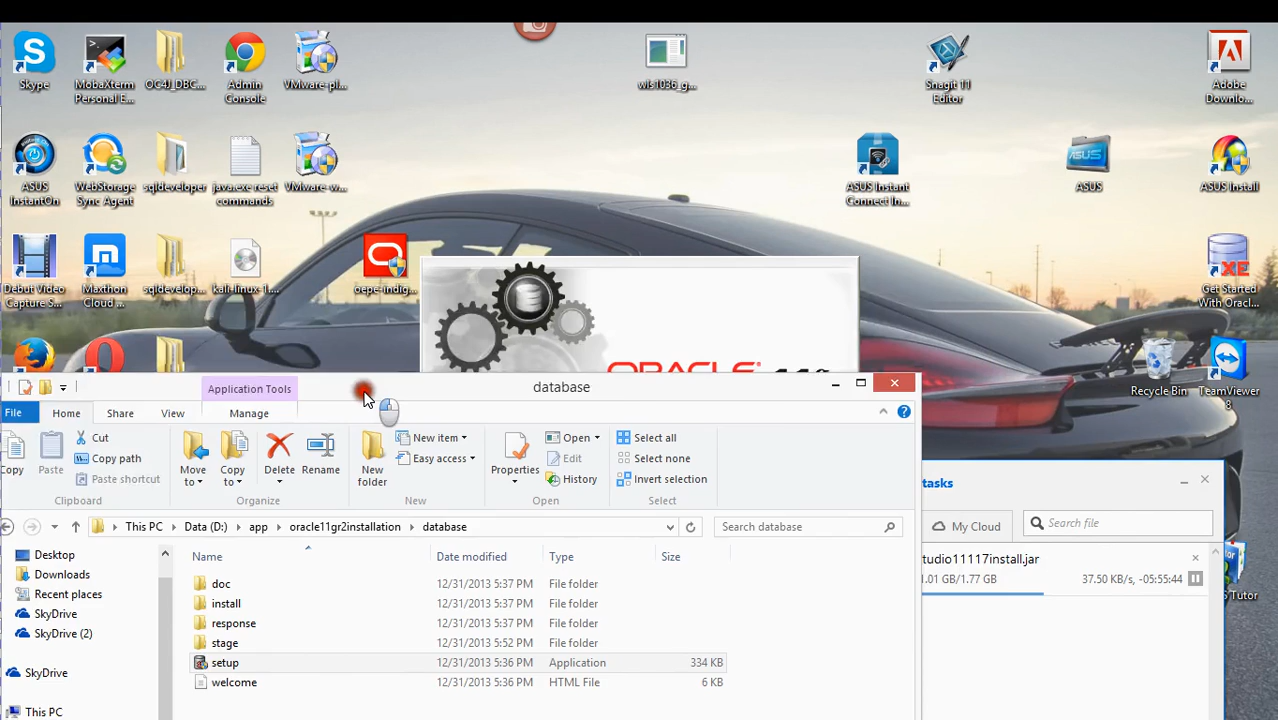 Skype
MobaXterm
Personal E...
OC4J_DBC...
Admin
Console
VMware-pl...
wls1036_g...
Snagit 11
Editor
Adobe
Downlo...
ASUS
InstantOn
WebStorage
Sync Agent
sqldeveloper
java.exe reset
commands
VMware-w...
ASUS Instant
Connect In...
ASUS
ASUS Install
Debut Video
Capture S...
Maxthon
Cloud ...
sqldevelop...
kali-linux-1....
oepe-indig...
Get Started
With Oracl...
ORACLE
Recycle Bin
TeamViewer
8
Application Tools
database
File
Home
Share
View
Manage
Copy
Paste
Cut
Copy path
Paste shortcut
Clipboard
Move
to
Copy
to
Delete
Rename
Organize
New
folder
New item
Easy access
New
Properties
Open
Edit
History
Open
Select all
Select none
Invert selection
Select
This PC
Data (D:)
app
oracle11gr2installation
database
Search database
Name
Date modified
Type
Size
doc 12/31/2013 5:37 PM File folder
install 12/31/2013 5:37 PM File folder
response 12/31/2013 5:37 PM File folder
stage 12/31/2013 5:52 PM File folder
setup 12/31/2013 5:36 PM Application 334 KB
welcome 12/31/2013 5:36 PM HTML File 6 KB
Desktop
Downloads
Recent places
SkyDrive
SkyDrive (2)
SkyDrive
This PC
tasks
My Cloud
Search file
tudio11117install.jar
1.01 GB/1.77 GB
37.50 KB/s, -05:55:44
Tutor